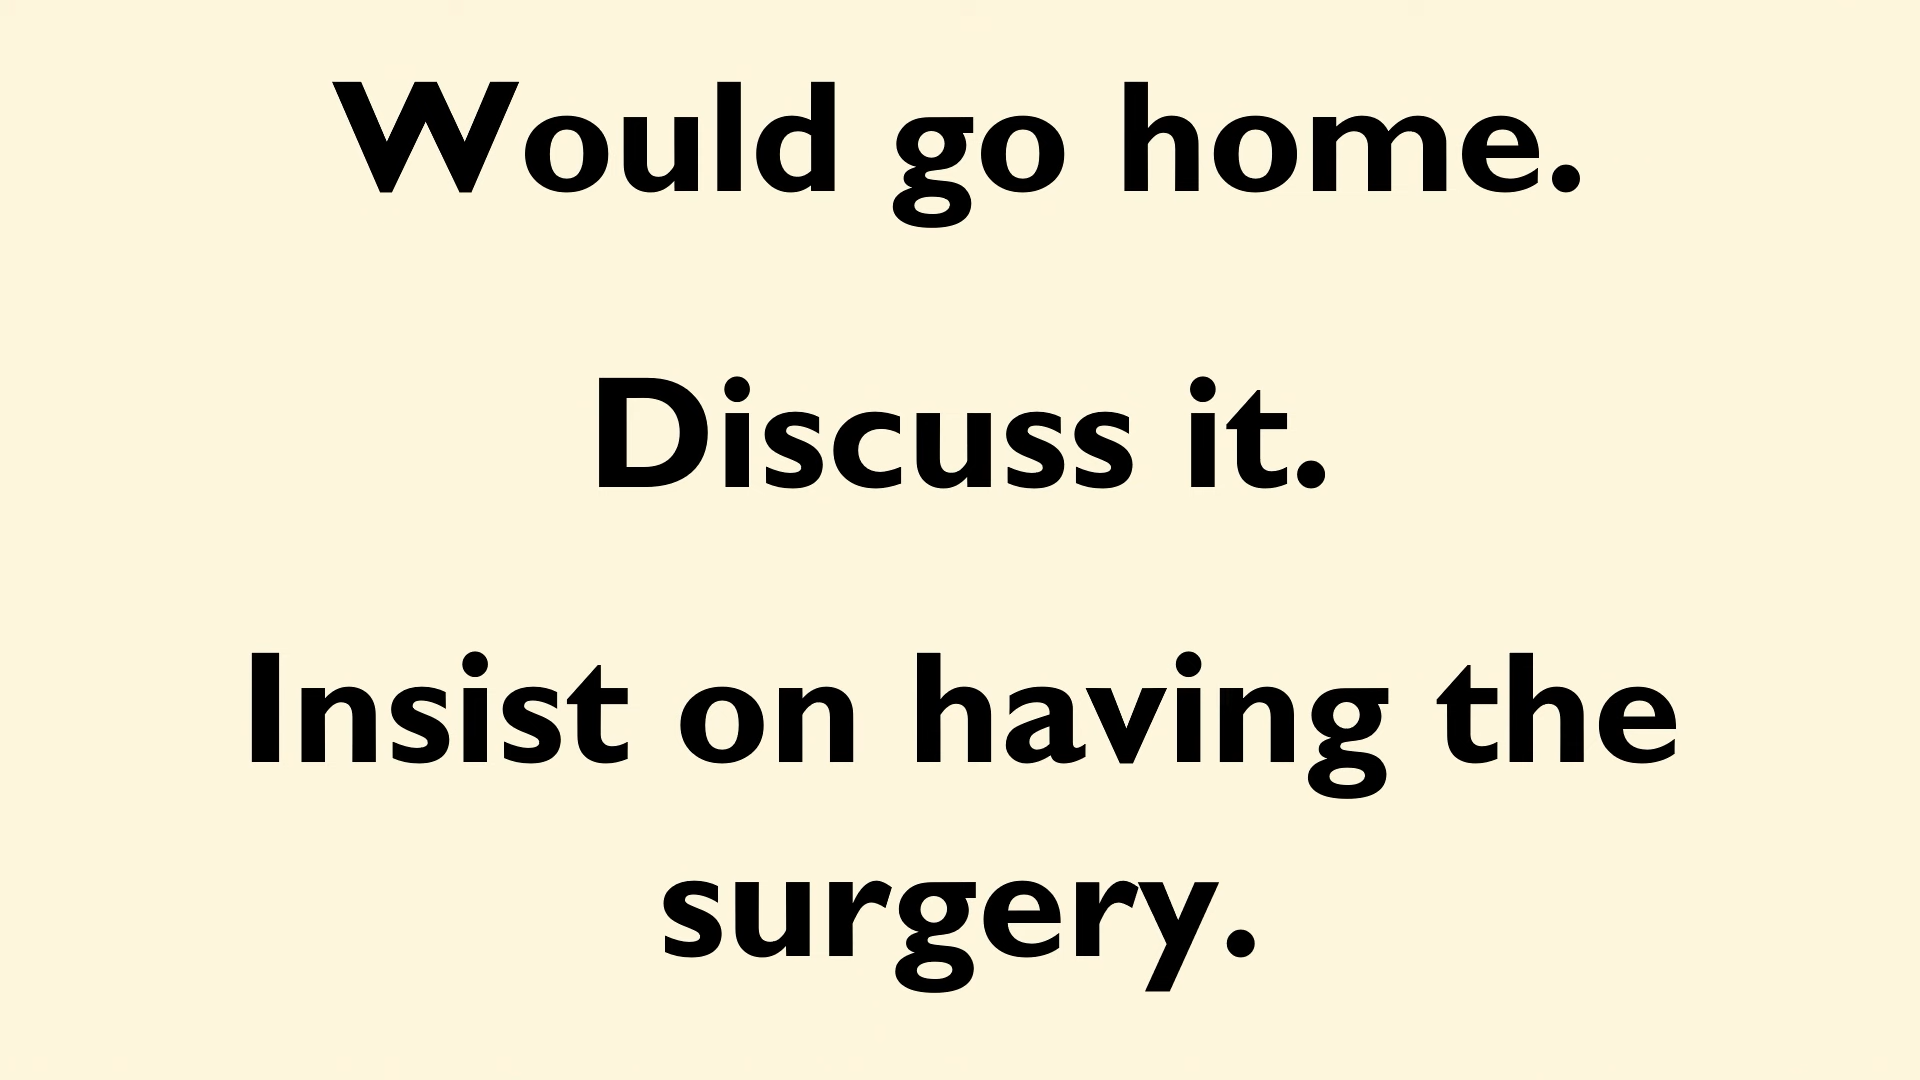 Would go home.
Discuss it.
Insist on having the
surgery.